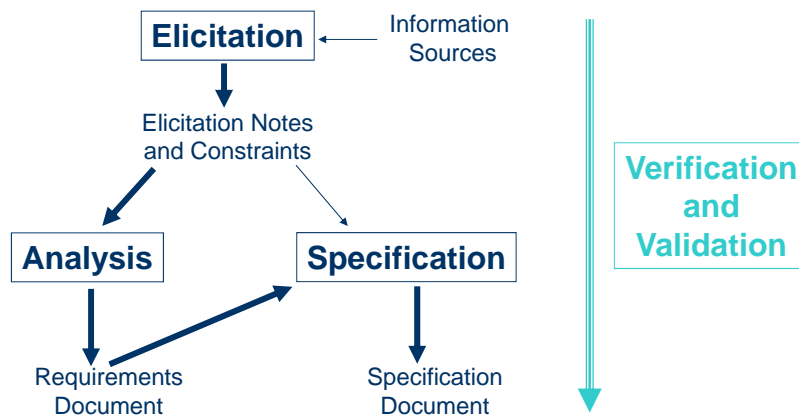 Elicitation
Information
Sources
Elicitation Notes
and Constraints
Verification
and
Validation
Analysis
Specification
Requirements
Document
Specification
Document